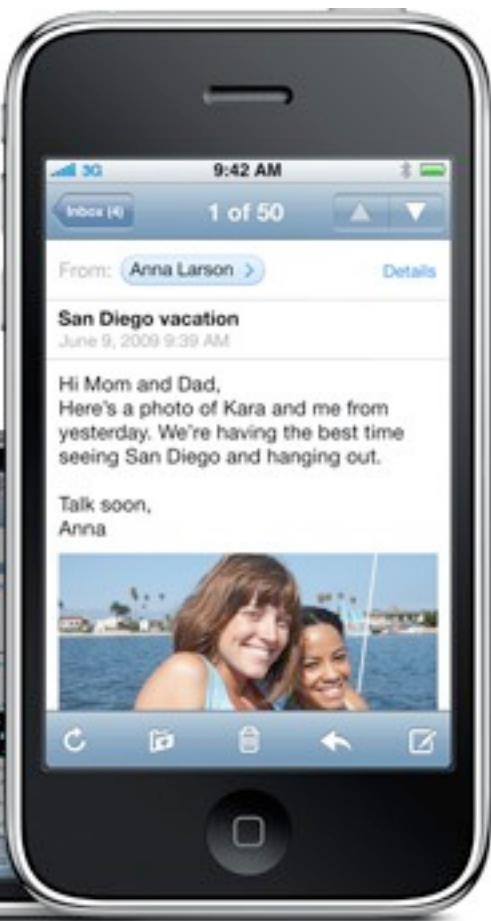 3G 9:42 AM
Inbox (4) 1 of 50
From: Anna Larson Details
San Diego vacation
June 9, 2009 9:39 AM
Hi Mom and Dad,
Here's a photo of Kara and me from
yesterday. We're having the best time
seeing San Diego and hanging out.
Talk soon,
Anna